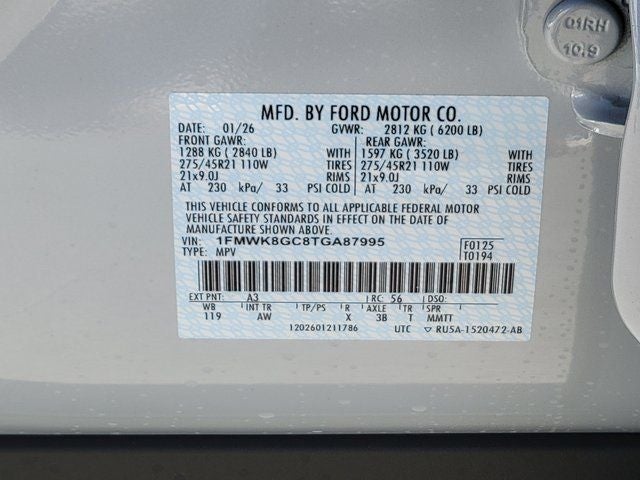 01RH
10.9
MFD. BY FORD MOTOR CO.
DATE: 01/26 GVWR: 2812 KG ( 6200 LB)
FRONT GAWR: REAR GAWR:
1288 KG ( 2840 LB) WITH 1597 KG ( 3520 LB) WITH
275/45R21 110W TIRES 275/45R21 110W TIRES
21x9.0J RIMS 21x9.0J RIMS
AT 230 kPa/ 33 PSI COLD AT 230 kPa/ 33 PSI COLD
THIS VEHICLE CONFORMS TO ALL APPLICABLE FEDERAL MOTOR
VEHICLE SAFETY STANDARDS IN EFFECT ON THE DATE OF
MANUFACTURE SHOWN ABOVE.
VIN: 1FMWK8GC8TGA87995 F0125
TYPE: MPV T0194
EXT PNT: A3 RC: 56 DSO:
WB INT TR TP/PS R AXLE TR SPR
119 AW X 3B T MMTT
1202601211786 UTC RU5A-1520472-AB